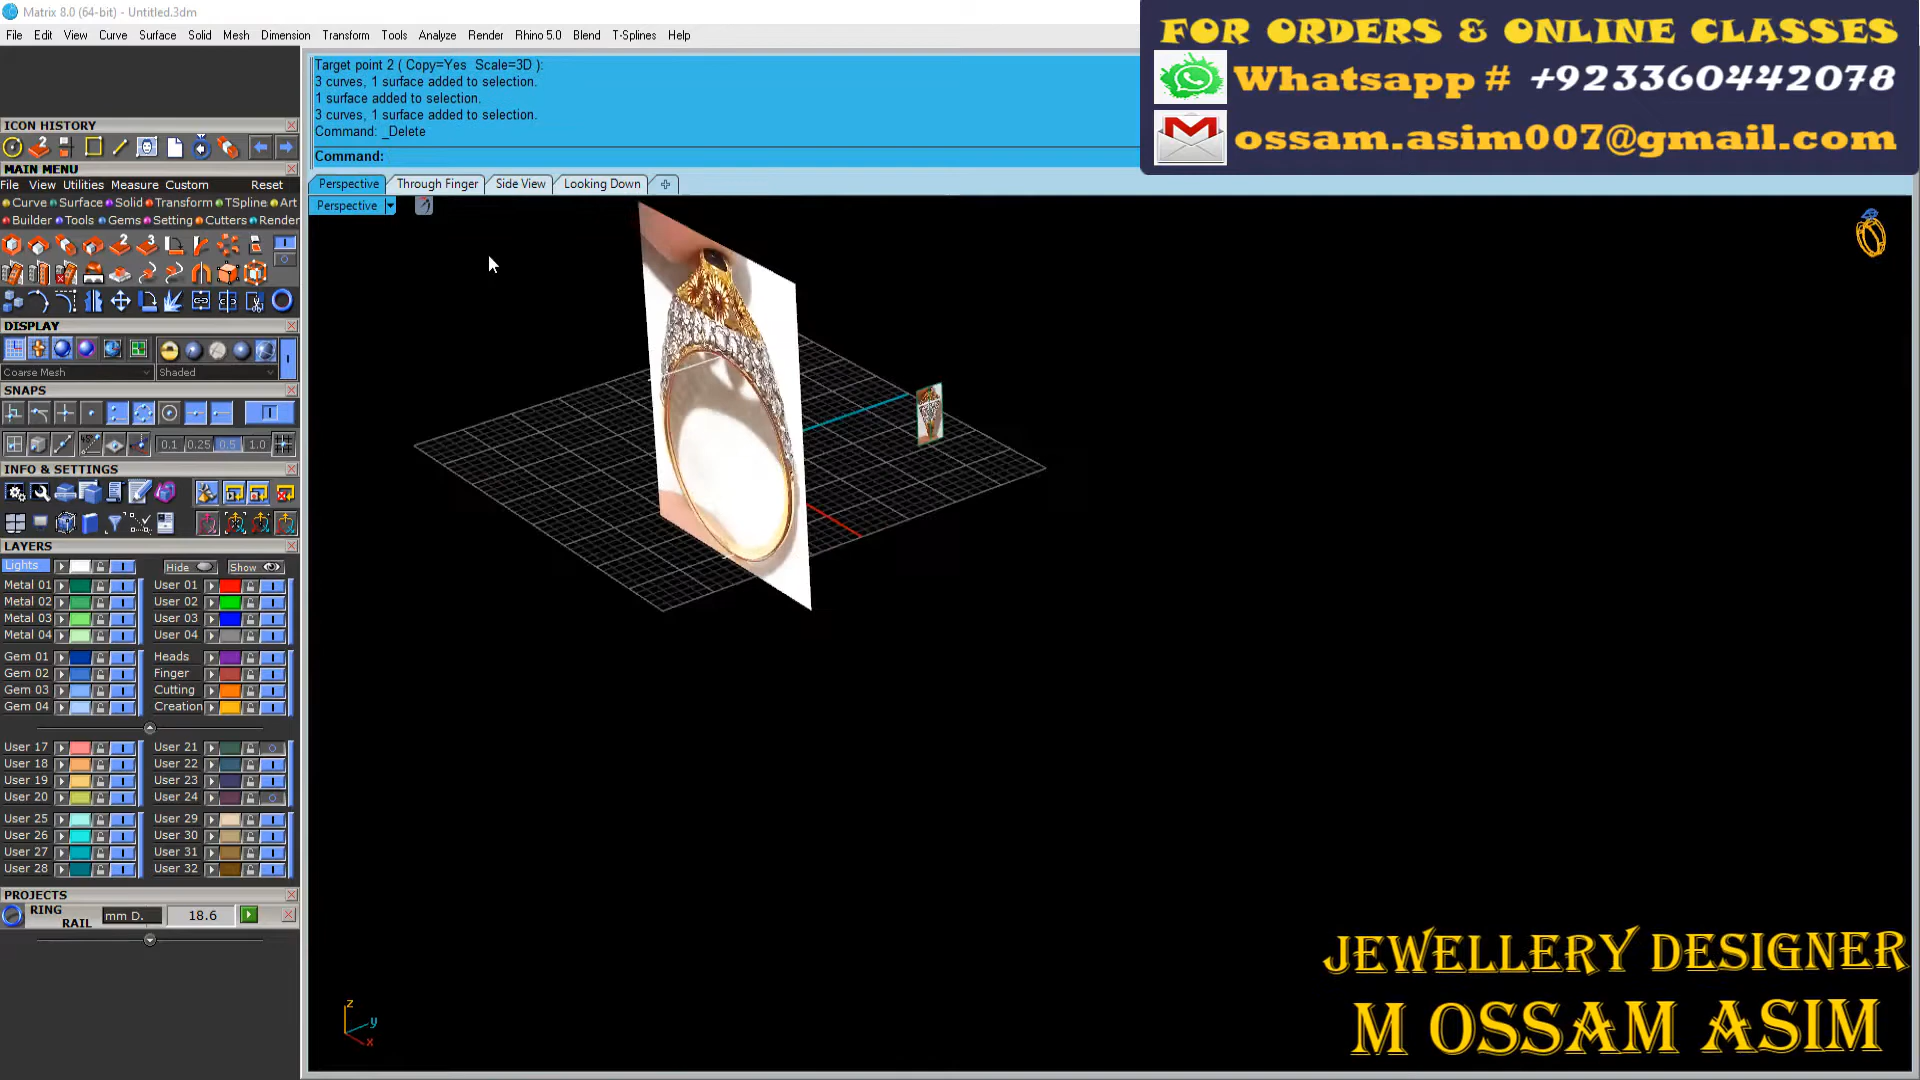 Matrix 8.0 (64-bit) - Untitled.3dm
File Edit View Curve Surface Solid Mesh Dimension Transform Tools Analyze Render Rhino 5.0 Blend T-Splines Help
FOR ORDERS & ONLINE CLASSES
Whatsapp # +923360442078
ossam.asim007@gmail.com
Target point 2 ( Copy=Yes Scale=3D ):
3 curves, 1 surface added to selection.
1 surface added to selection.
3 curves, 1 surface added to selection.
Command: _Delete
Command:
Perspective Through Finger Side View Looking Down
Perspective
ICON HISTORY
MAIN MENU
File View Utilities Measure Custom Reset
Curve Surface Solid Transform TSpline Art
Builder Tools Gems Setting Cutters Render
DISPLAY
Coarse Mesh Shaded
SNAPS
0.1 0.25 0.5 1.0
INFO & SETTINGS
LAYERS
Lights Hide Show
Metal 01 User 01
Metal 02 User 02
Metal 03 User 03
Metal 04 User 04
Gem 01 Heads
Gem 02 Finger
Gem 03 Cutting
Gem 04 Creation
User 17 User 21
User 18 User 22
User 19 User 23
User 20 User 24
User 25 User 29
User 26 User 30
User 27 User 31
User 28 User 32
PROJECTS
RING RAIL mm D. 18.6
z
y
x
JEWELLERY DESIGNER
M OSSAM ASIM